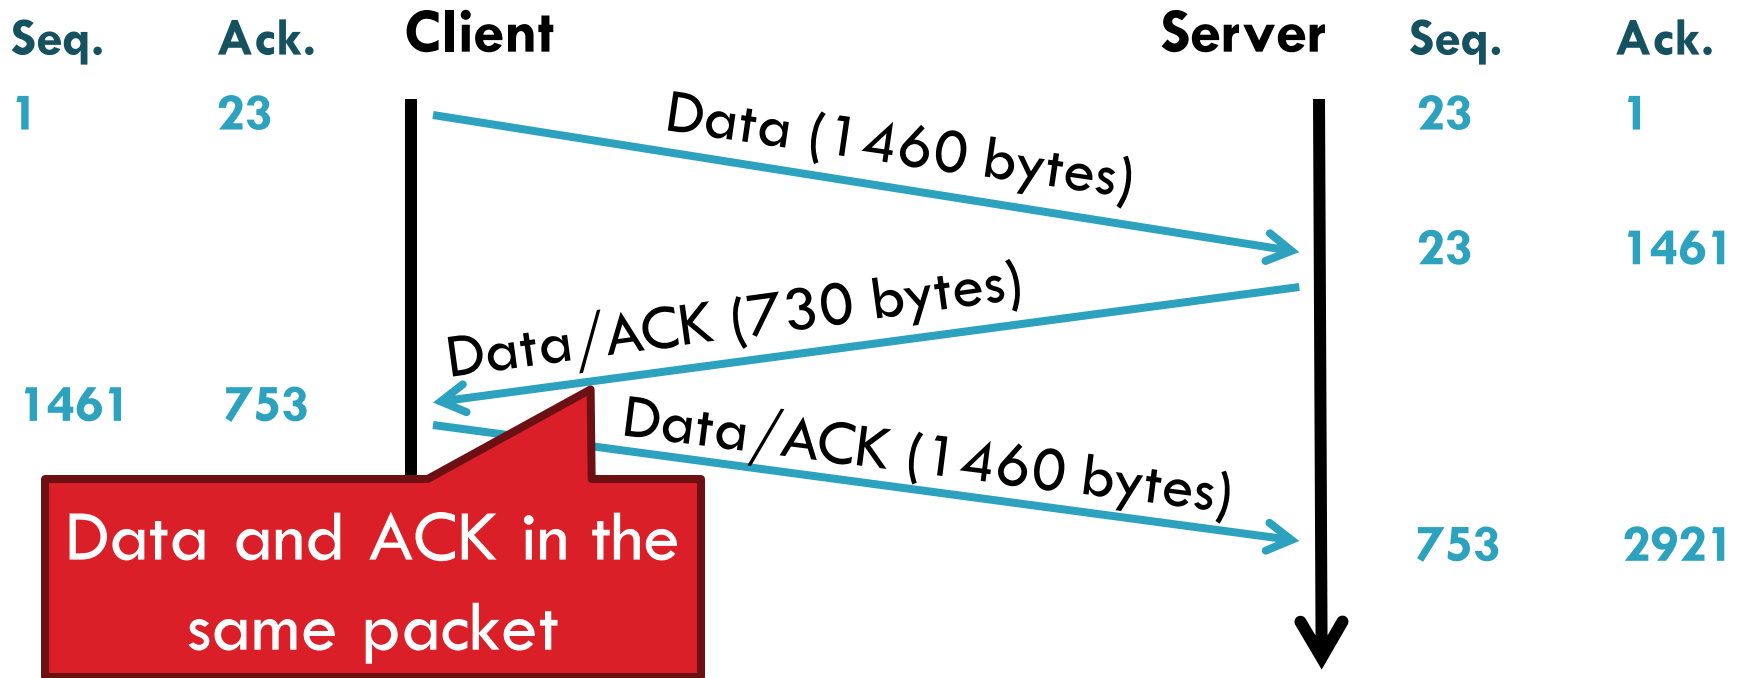 Seq. Ack. Client Server Seq. Ack.
1 23 23 1
Data (1460 bytes)
23 1461
Data/ACK (730 bytes)
1461 753
Data/ACK (1460 bytes)
753 2921
Data and ACK in the
same packet